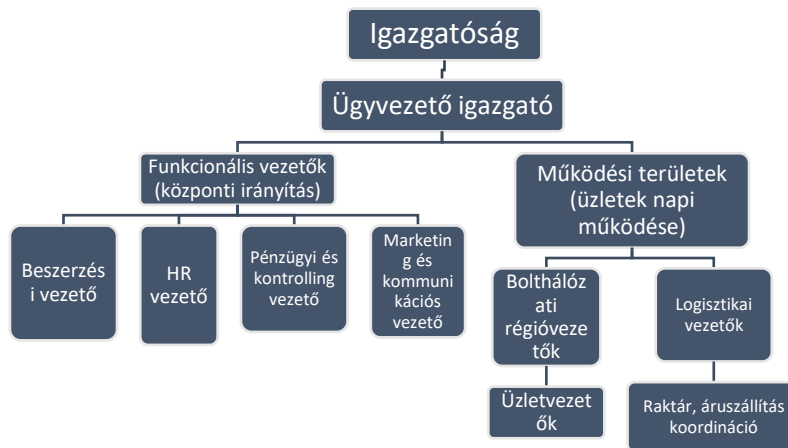 Igazgatóság
Ügyvezető igazgató
Funkcionális vezetők
(központi irányítás)
Működési területek
(üzletek napi
működése)
Beszerzés
i vezető
HR
vezető
Pénzügyi és
kontrolling
vezető
Marketin
g és
kommuni
kációs
vezető
Bolthálóz
ati
régióveze
tők
Logisztikai
vezetők
Üzletvezet
ők
Raktár, áruszállítás
koordináció